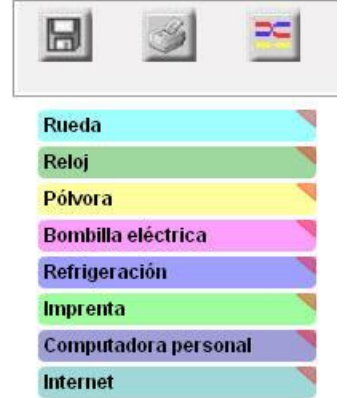 Rueda
Reloj
Pólvora
Bombilla eléctrica
Refrigeración
Imprenta
Computadora personal
Internet